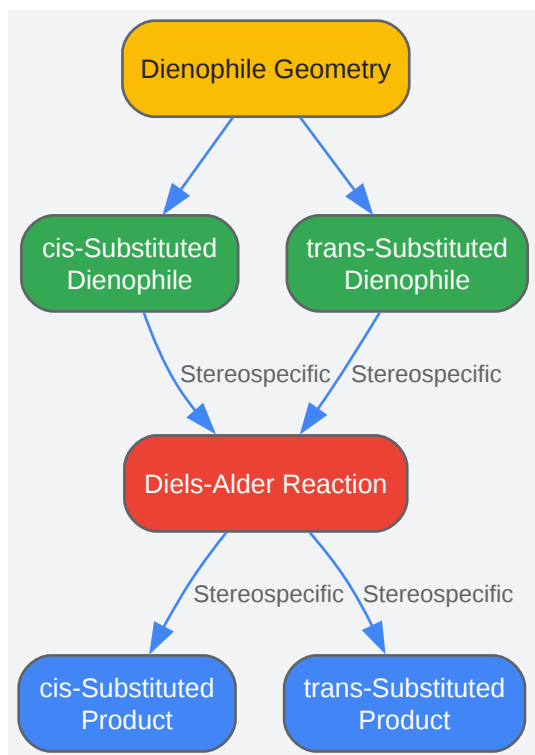 Dienophile Geometry
cis-Substituted
Dienophile
trans-Substituted
Dienophile
Stereospecific
Stereospecific
Diels-Alder Reaction
Stereospecific
Stereospecific
cis-Substituted
Product
trans-Substituted
Product